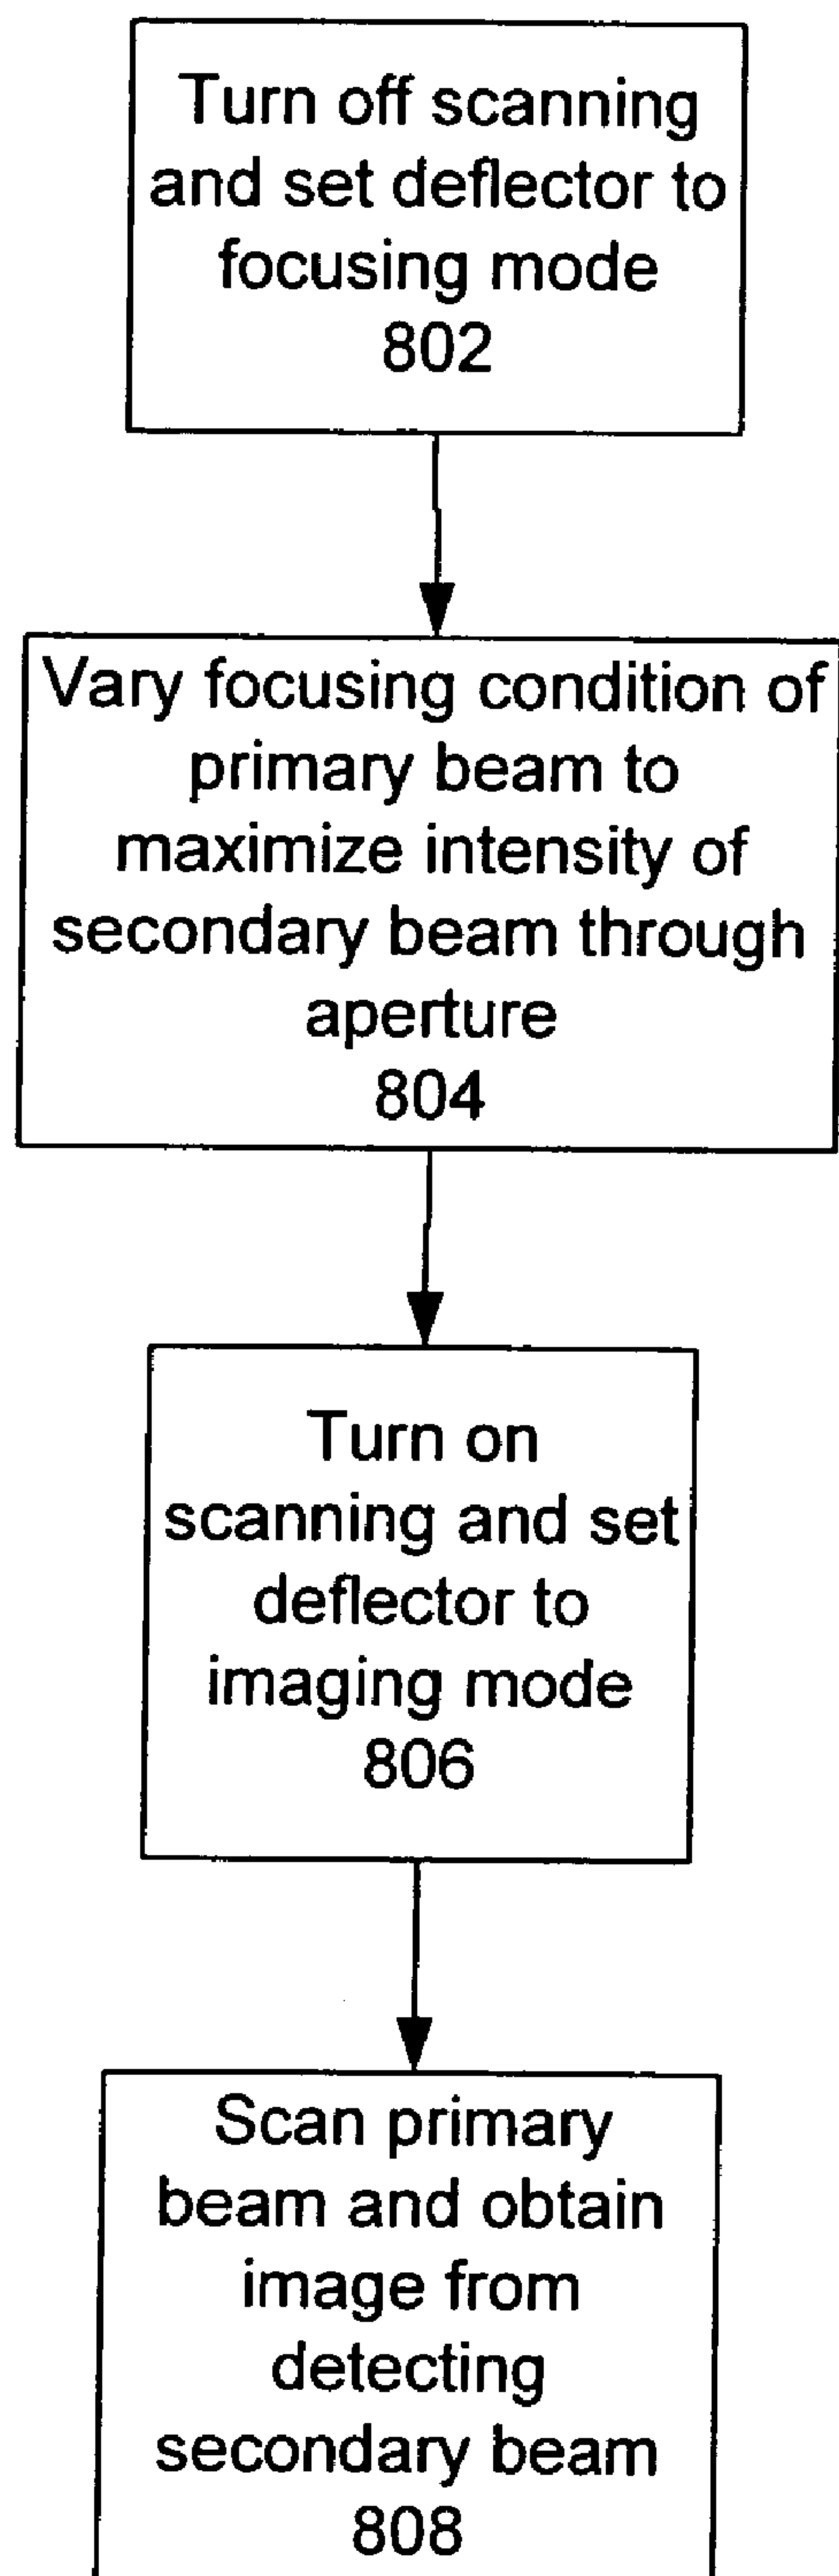 Turn off scanning
and set deflector to
focusing mode
802
Vary focusing condition of
primary beam to
maximize intensity of
secondary beam through
aperture
804
Turn on
scanning and set
deflector to
imaging mode
806
Scan primary
beam and obtain
image from
detecting
secondary beam
808